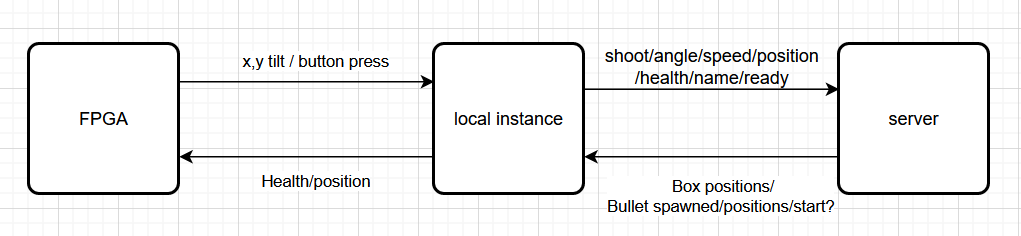 x,y tilt / button press
shoot/angle/speed/position
/health/name/ready
FPGA
local instance
server
Health/position
Box positions/
Bullet spawned/positions/start?